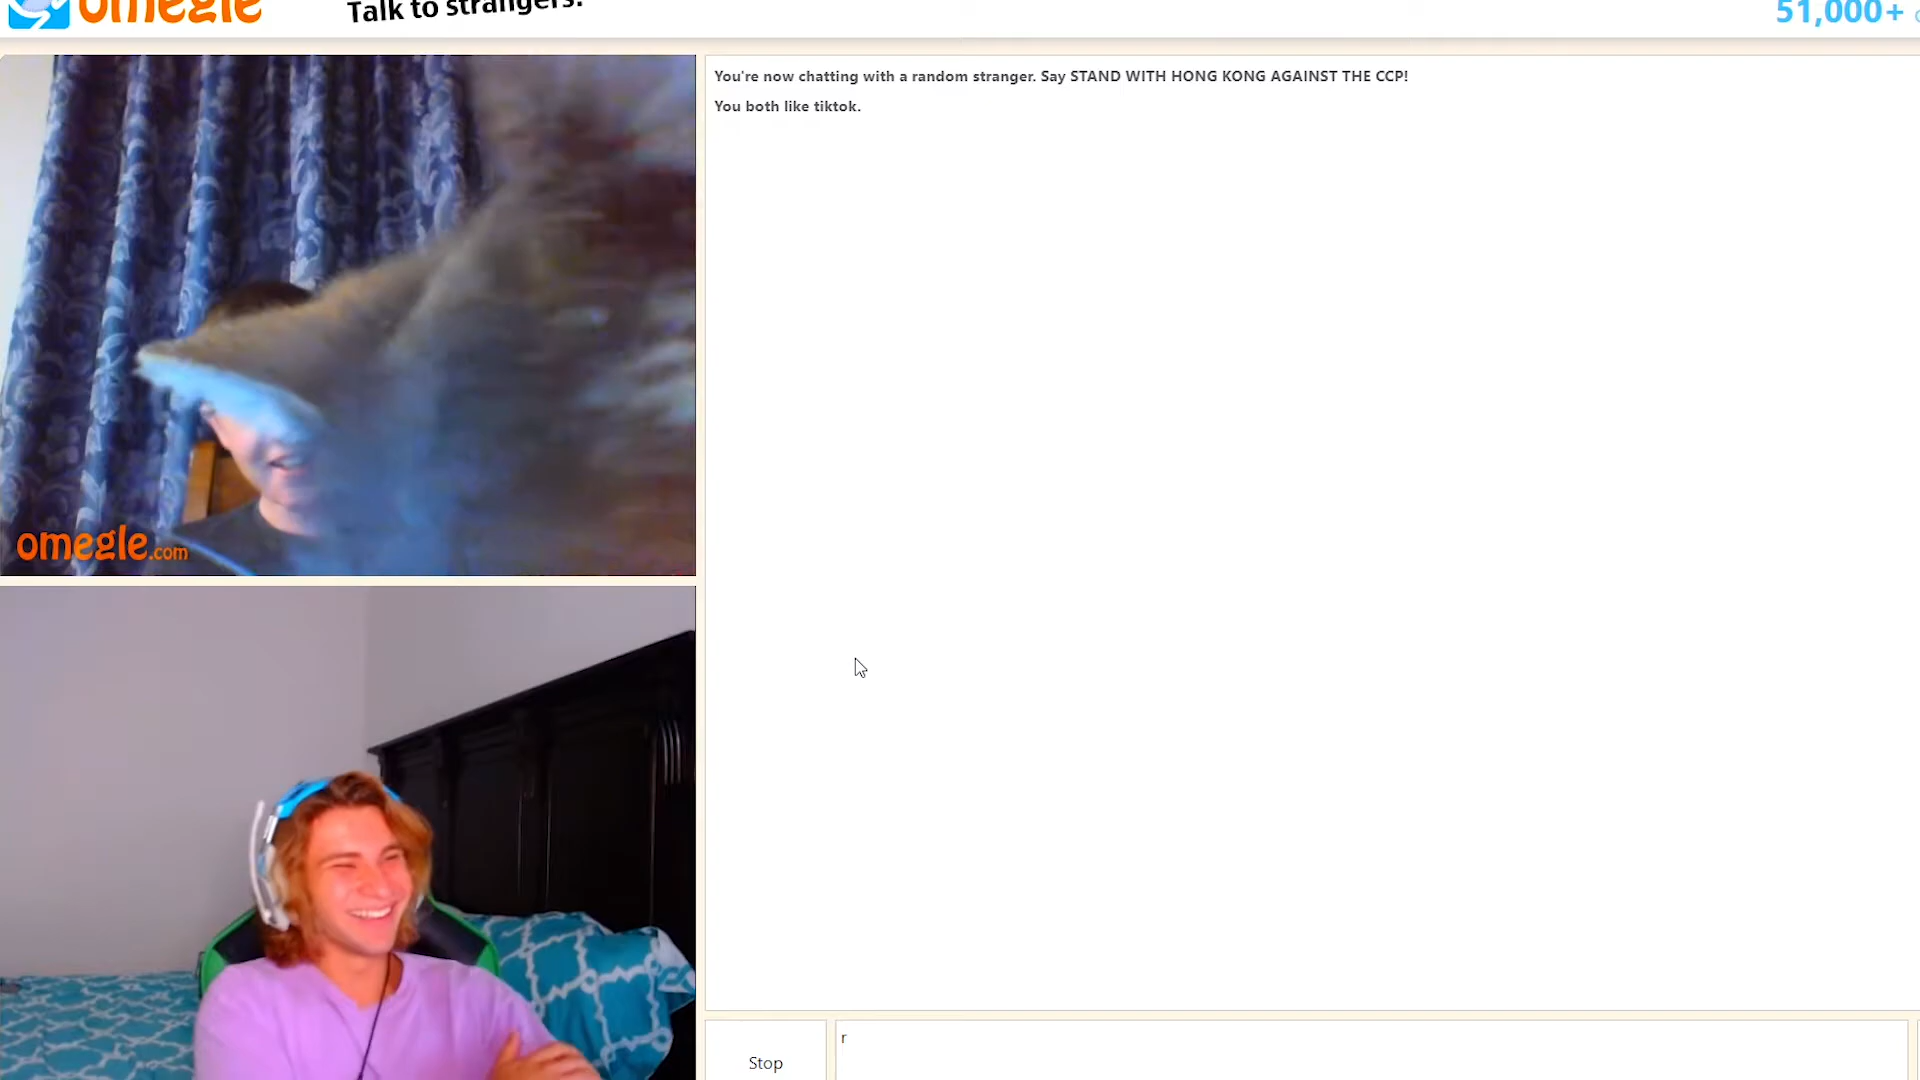 omegle
Talk to strangers!
51,000+
You're now chatting with a random stranger. Say STAND WITH HONG KONG AGAINST THE CCP!
You both like tiktok.
omegle.com
Stop
r